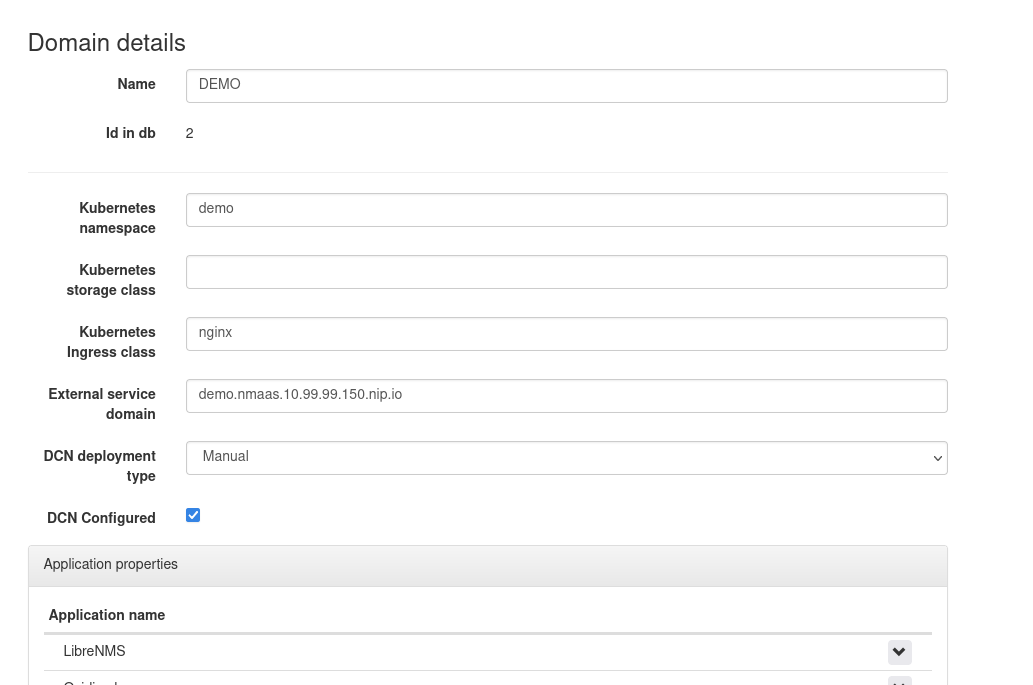 Domain details
Name
DEMO
Id in db
2
Kubernetes
namespace
demo
Kubernetes
storage class
Kubernetes
Ingress class
nginx
External service
domain
demo.nmaas.10.99.99.150.nip.io
DCN deployment
type
Manual
DCN Configured
Application properties
Application name
LibreNMS